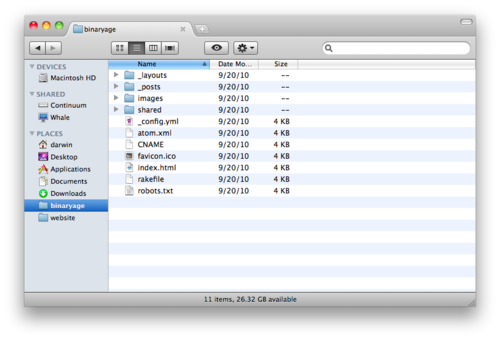 binaryage
Name Date Mo... Size
DEVICES
Macintosh HD
SHARED
Continuum
Whale
PLACES
darwin
Desktop
Applications
Documents
Downloads
binaryage
website
_layouts 9/20/10 --
_posts 9/20/10 --
images 9/20/10 --
shared 9/20/10 --
_config.yml 9/20/10 4 KB
atom.xml 9/20/10 4 KB
CNAME 9/20/10 4 KB
favicon.ico 9/20/10 4 KB
index.html 9/20/10 4 KB
rakefile 9/20/10 4 KB
robots.txt 9/20/10 4 KB
11 items, 26.32 GB available